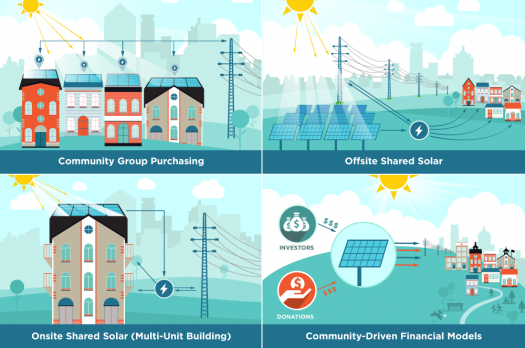 Community Group Purchasing
Offsite Shared Solar
Onsite Shared Solar (Multi-Unit Building)
$
INVESTORS
$$$
$
DONATIONS
$$$
Community-Driven Financial Models